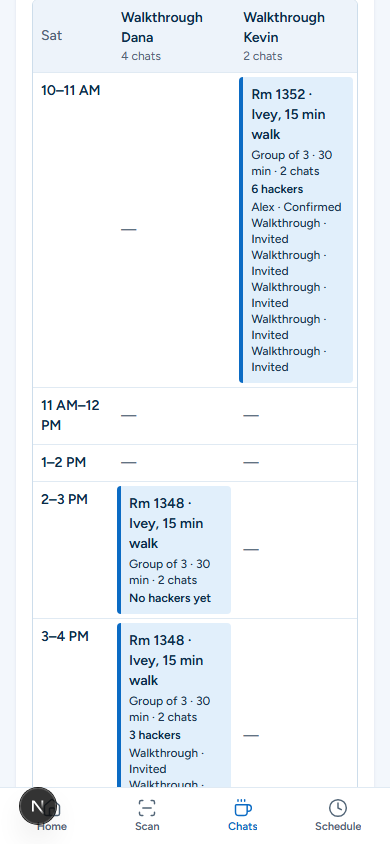 Sat
Walkthrough
Dana
4 chats
Walkthrough
Kevin
2 chats
10–11 AM
—
Rm 1352 ·
Ivey, 15 min
walk
Group of 3 · 30
min · 2 chats
6 hackers
Alex · Confirmed
Walkthrough ·
Invited
Walkthrough ·
Invited
Walkthrough ·
Invited
Walkthrough ·
Invited
Walkthrough ·
Invited
11 AM–12
PM
—
—
1–2 PM
—
—
2–3 PM
Rm 1348 ·
Ivey, 15 min
walk
Group of 3 · 30
min · 2 chats
No hackers yet
—
3–4 PM
Rm 1348 ·
Ivey, 15 min
walk
Group of 3 · 30
min · 2 chats
3 hackers
Walkthrough ·
Invited
Walkthrough ·
—
N
Home
Scan
Chats
Schedule